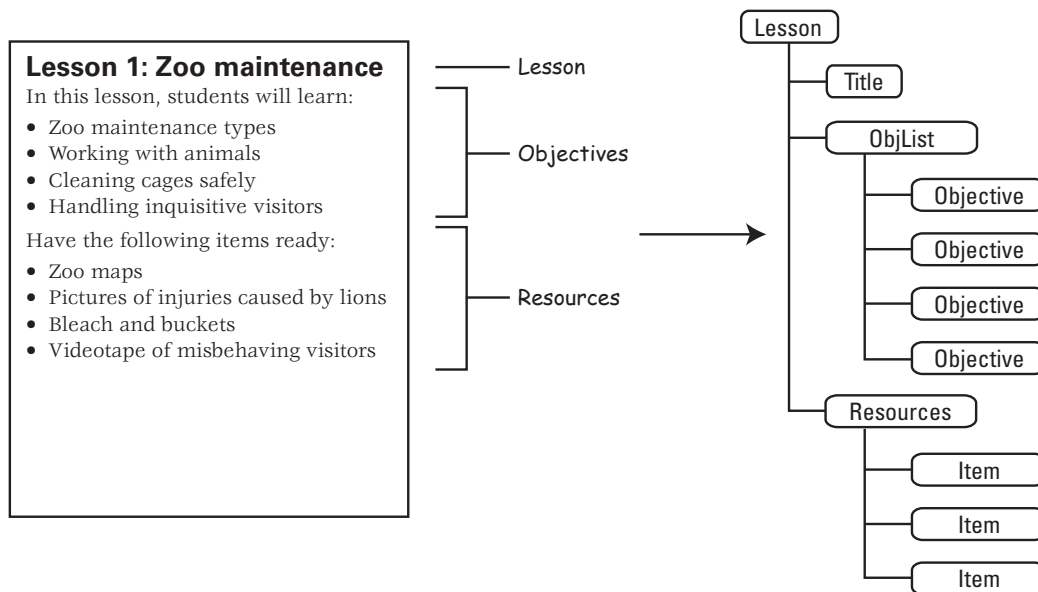 Lesson 1: Zoo maintenance
In this lesson, students will learn:
• Zoo maintenance types
• Working with animals
• Cleaning cages safely
• Handling inquisitive visitors
Have the following items ready:
• Zoo maps
• Pictures of injuries caused by lions
• Bleach and buckets
• Videotape of misbehaving visitors
Lesson
Objectives
Resources
Lesson
Title
ObjList
Objective
Objective
Objective
Objective
Resources
Item
Item
Item